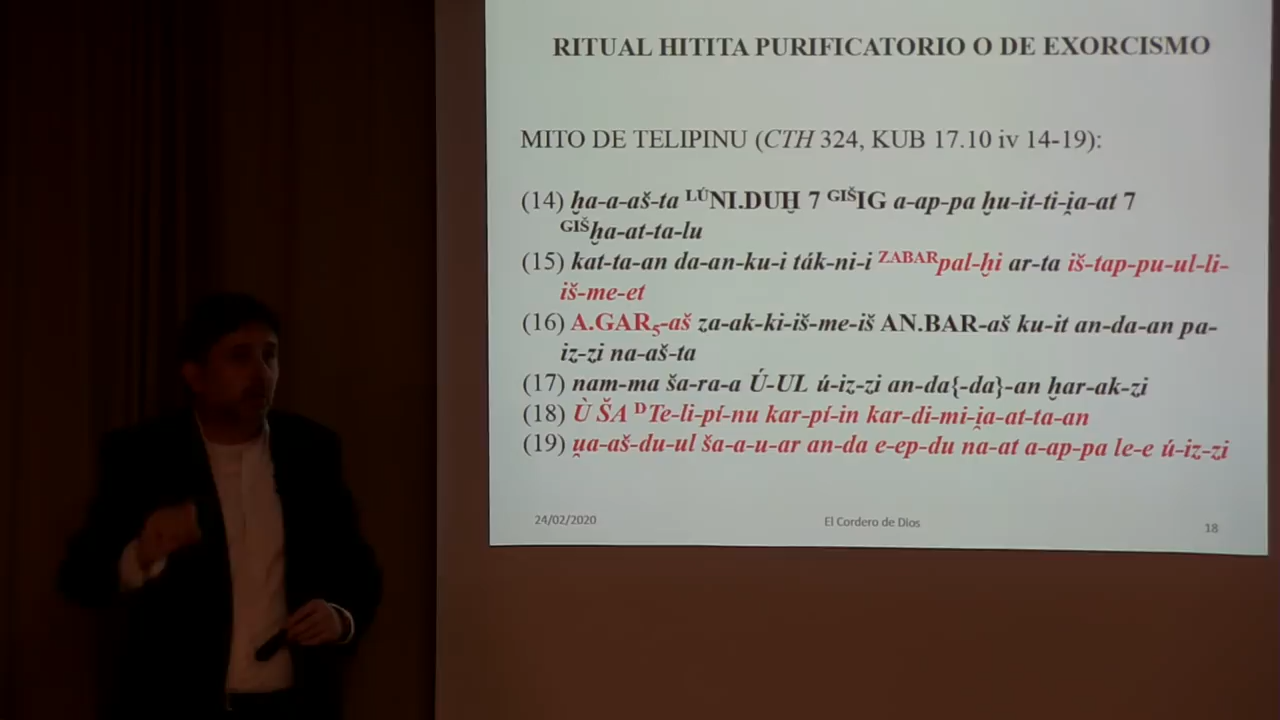 RITUAL HITITA PURIFICATORIO O DE EXORCISMO
MITO DE TELIPINU (CTH 324, KUB 17.10 iv 14-19):
(14) ḫa-a-aš-ta ᴸÚNI.DUḪ 7 ᴳᴵŠIG a-ap-pa ḫu-it-ti-i̯a-at 7
ᴳᴵŠḫa-at-ta-lu
(15) kat-ta-an da-an-ku-i ták-ni-i ᶻᴬᴮᴬᴿpal-ḫi ar-ta iš-tap-pu-ul-li-
iš-me-et
(16) A.GAR₅-aš za-ak-ki-iš-me-iš AN.BAR-aš ku-it an-da-an pa-
iz-zi na-aš-ta
(17) nam-ma ša-ra-a Ú-UL ú-iz-zi an-da{-da}-an ḫar-ak-zi
(18) Ù ŠA ᴰTe-li-pí-nu kar-pí-in kar-di-mi-i̯a-at-ta-an
(19) u̯a-aš-du-ul ša-a-u-ar an-da e-ep-du na-at a-ap-pa le-e ú-iz-zi
24/02/2020 El Cordero de Dios 18